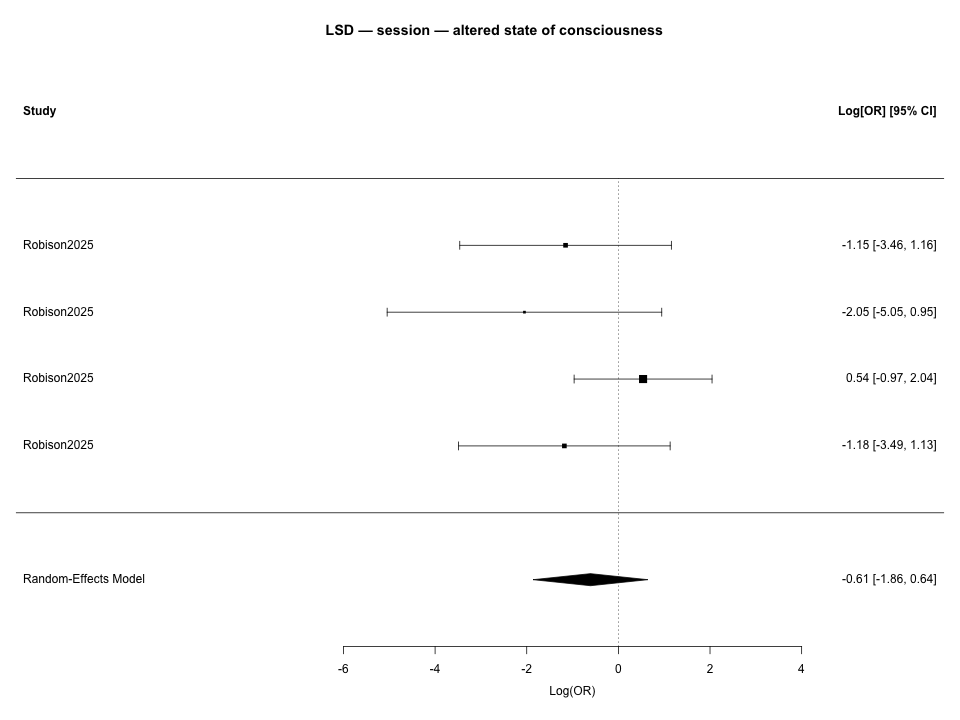 LSD — session — altered state of consciousness
Study Log[OR] [95% CI]
Robison2025 -1.15 [-3.46, 1.16]
Robison2025 -2.05 [-5.05, 0.95]
Robison2025 0.54 [-0.97, 2.04]
Robison2025 -1.18 [-3.49, 1.13]
Random-Effects Model -0.61 [-1.86, 0.64]
-6 -4 -2 0 2 4
Log(OR)